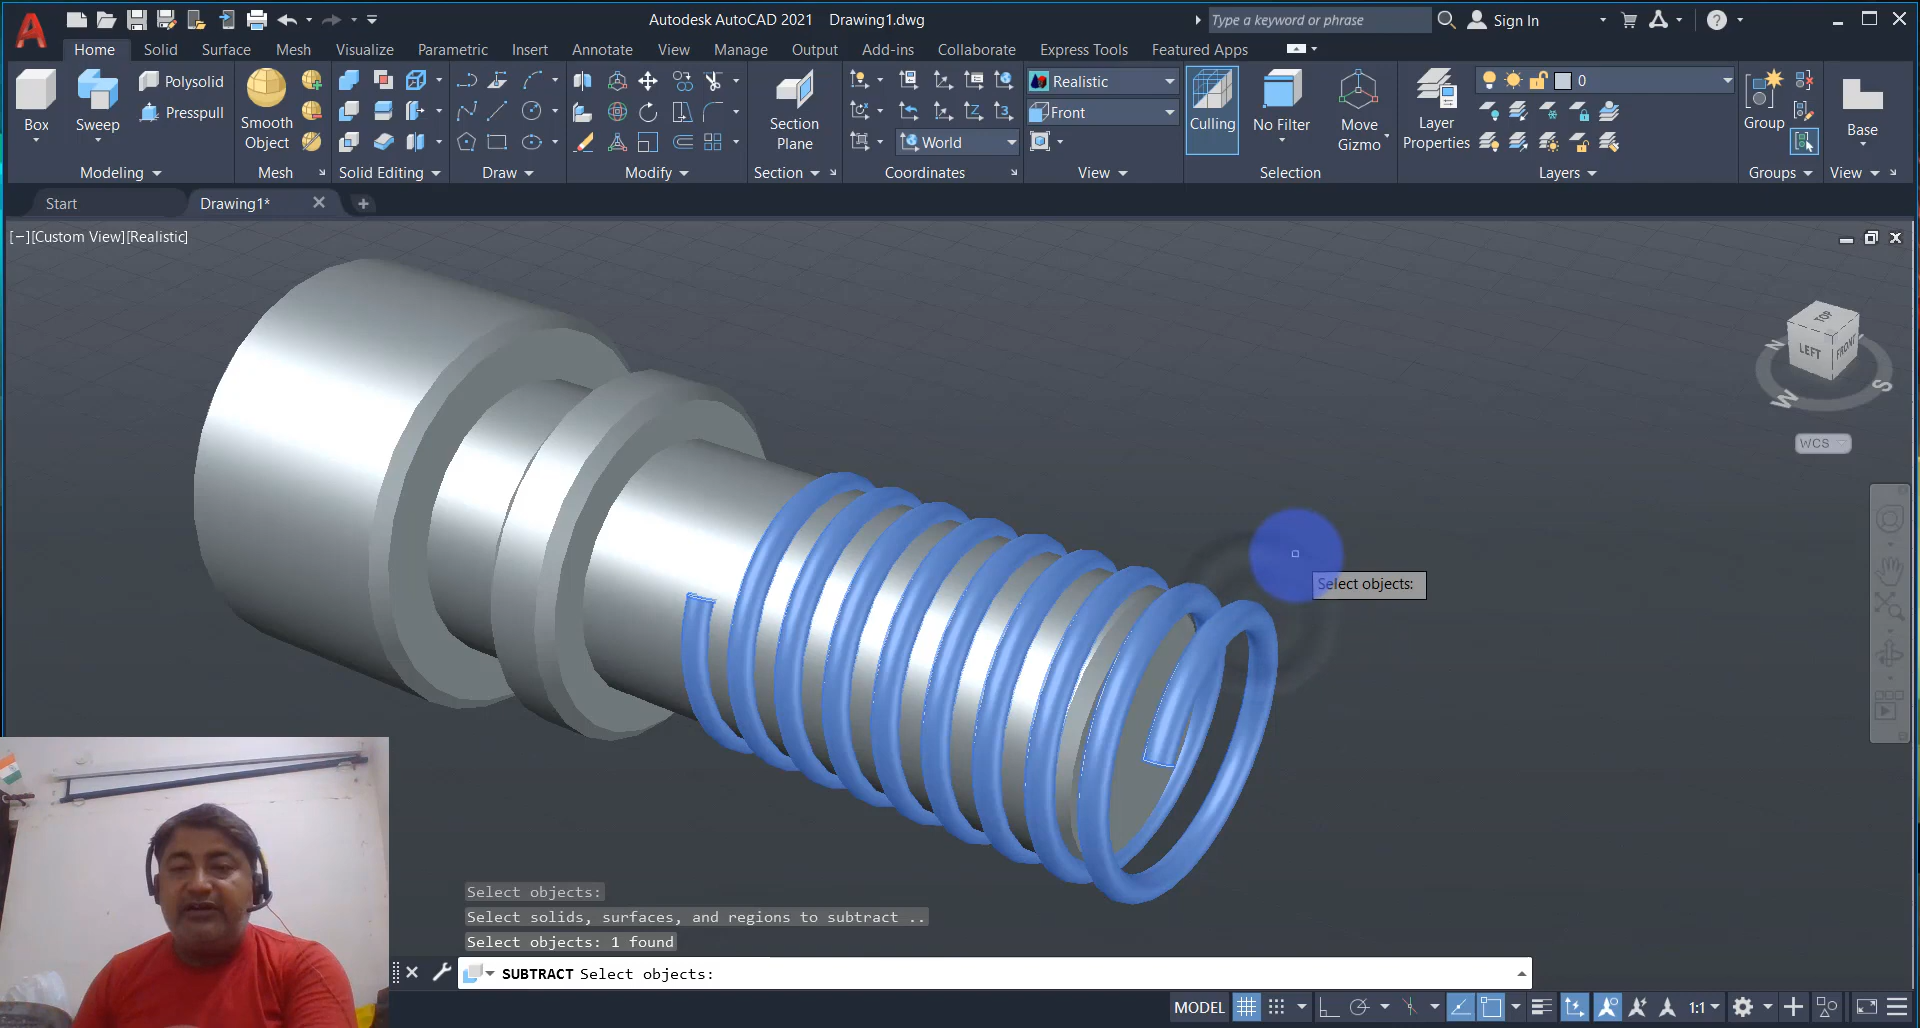 Autodesk AutoCAD 2021 Drawing1.dwg
Type a keyword or phrase
Sign In
Home Solid Surface Mesh Visualize Parametric Insert Annotate View Manage Output Add-ins Collaborate Express Tools Featured Apps
Box
Sweep
Polysolid
Presspull
Modeling
Smooth
Object
Mesh
Solid Editing
Draw
Modify
Section
Plane
Section
World
Coordinates
Realistic
Front
View
Culling
No Filter
Move
Gizmo
Selection
Layer
Properties
0
Layers
Group
Groups
Base
View
Start
Drawing1*
[−][Custom View][Realistic]
TOP
LEFT
FRONT
N
S
W
WCS
Select objects:
Select objects:
Select solids, surfaces, and regions to subtract ..
Select objects: 1 found
SUBTRACT Select objects:
MODEL
1:1